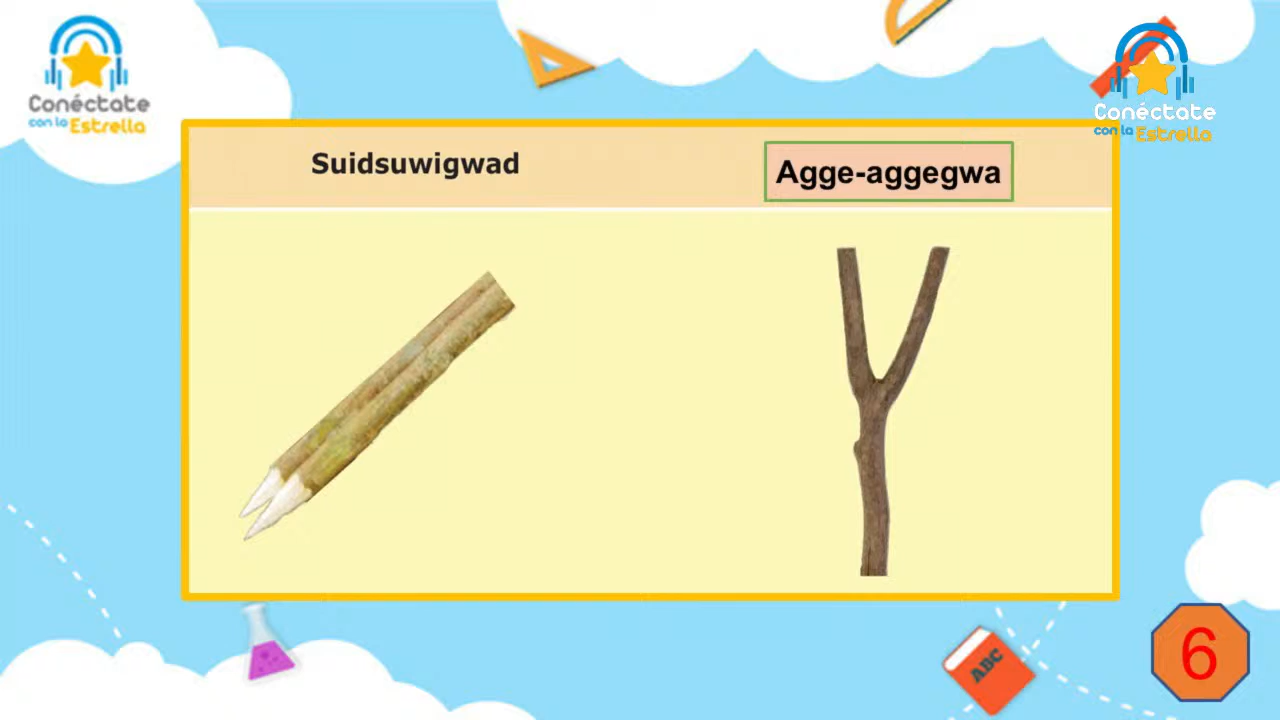 Conéctate
con la Estrella
Conéctate
con la Estrella
Suidsuwigwad
Agge-aggegwa
ABC
6